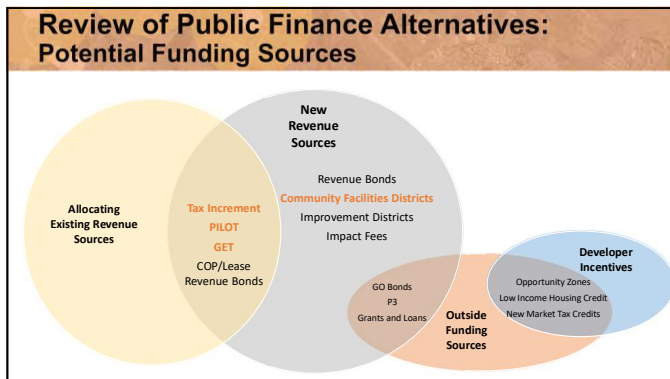 Review of Public Finance Alternatives:
Potential Funding Sources
New
Revenue
Sources
Revenue Bonds
Community Facilities Districts
Improvement Districts
Impact Fees
Allocating
Existing Revenue
Sources
Tax Increment
PILOT
GET
COP/Lease
Revenue Bonds
Developer
Incentives
Opportunity Zones
Low Income Housing Credit
New Market Tax Credits
GO Bonds
P3
Grants and Loans
Outside
Funding
Sources